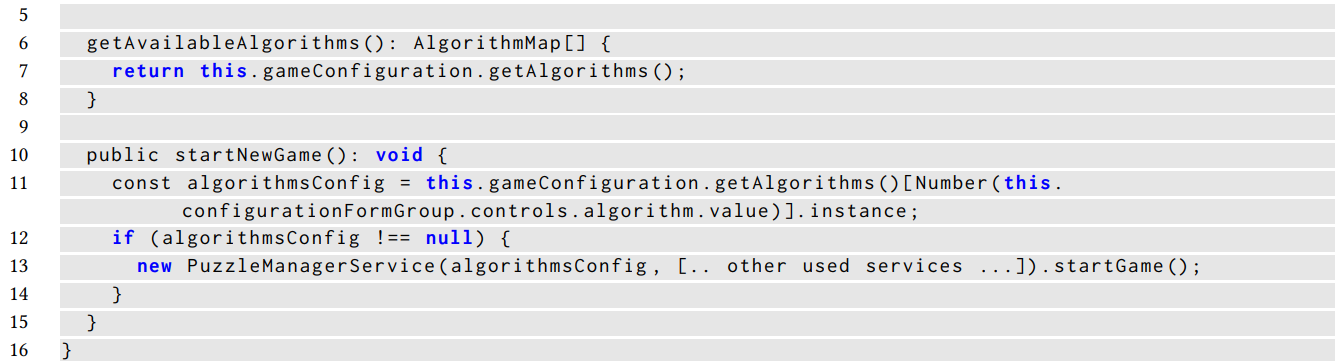 5
6 getAvailableAlgorithms(): AlgorithmMap[] {
7 return this.gameConfiguration.getAlgorithms();
8 }
9
10 public startNewGame(): void {
11 const algorithmsConfig = this.gameConfiguration.getAlgorithms()[Number(this.
configurationFormGroup.controls.algorithm.value)].instance;
12 if (algorithmsConfig !== null) {
13 new PuzzleManagerService(algorithmsConfig, [.. other used services ...]).startGame();
14 }
15 }
16 }